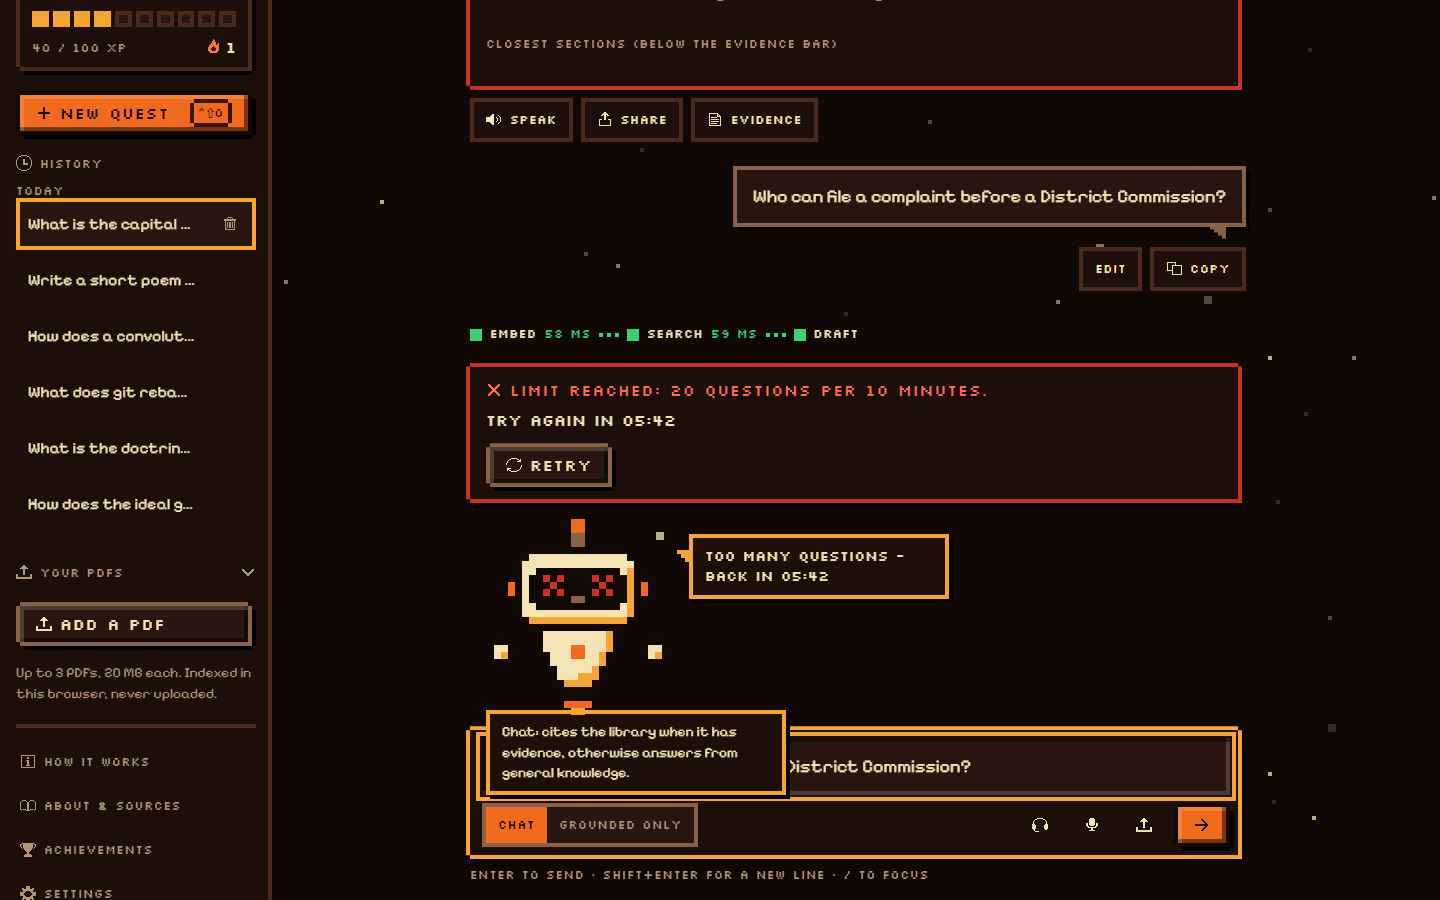 40 / 100 XP
1
+ NEW QUEST ^⇧O
HISTORY
TODAY
What is the capital ...
Write a short poem ...
How does a convolut...
What does git reba...
What is the doctrin...
How does the ideal g...
YOUR PDFS
ADD A PDF
Up to 3 PDFs, 20 MB each. Indexed in
this browser, never uploaded.
HOW IT WORKS
ABOUT & SOURCES
ACHIEVEMENTS
SETTINGS
CLOSEST SECTIONS (BELOW THE EVIDENCE BAR)
SPEAK
SHARE
EVIDENCE
Who can file a complaint before a District Commission?
EDIT
COPY
EMBED 58 MS SEARCH 59 MS DRAFT
LIMIT REACHED: 20 QUESTIONS PER 10 MINUTES.
TRY AGAIN IN 05:42
RETRY
TOO MANY QUESTIONS -
BACK IN 05:42
Chat: cites the library when it has
evidence, otherwise answers from
general knowledge.
District Commission?
CHAT
GROUNDED ONLY
ENTER TO SEND · SHIFT+ENTER FOR A NEW LINE · / TO FOCUS